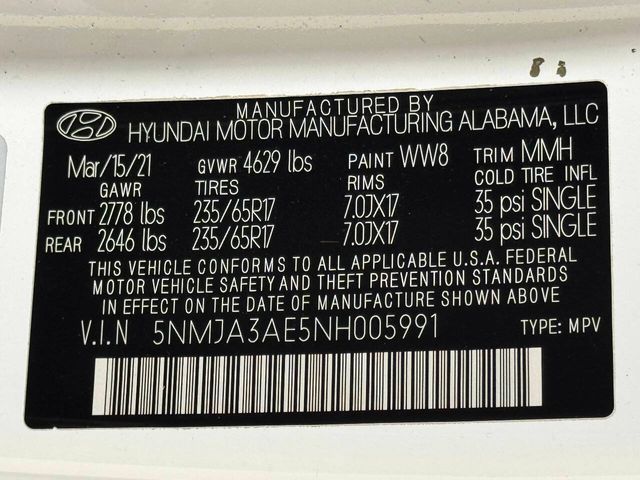 MANUFACTURED BY
HYUNDAI MOTOR MANUFACTURING ALABAMA, LLC
Mar/15/21 GVWR 4629 lbs PAINT WW8 TRIM MMH
GAWR TIRES RIMS COLD TIRE INFL
FRONT 2778 lbs 235/65R17 7.0JX17 35 psi SINGLE
REAR 2646 lbs 235/65R17 7.0JX17 35 psi SINGLE
THIS VEHICLE CONFORMS TO ALL APPLICABLE U.S.A. FEDERAL
MOTOR VEHICLE SAFETY AND THEFT PREVENTION STANDARDS
IN EFFECT ON THE DATE OF MANUFACTURE SHOWN ABOVE
V.I.N 5NMJA3AE5NH005991 TYPE: MPV